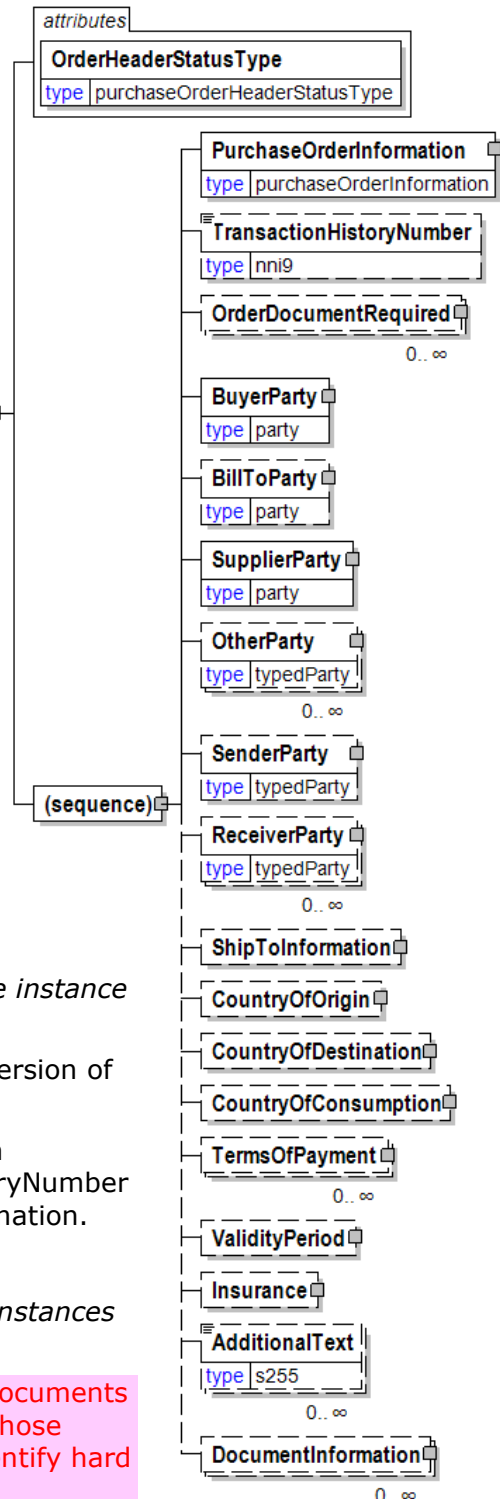 attributes
OrderHeaderStatusType
type purchaseOrderHeaderStatusType
PurchaseOrderInformation
type purchaseOrderInformation
TransactionHistoryNumber
type nni9
OrderDocumentRequired
0.. ∞
BuyerParty
type party
BillToParty
type party
SupplierParty
type party
OtherParty
type typedParty
0.. ∞
SenderParty
type typedParty
(sequence)
ReceiverParty
type typedParty
0.. ∞
ShipToInformation
CountryOfOrigin
CountryOfDestination
CountryOfConsumption
TermsOfPayment
0.. ∞
ValidityPeriod
Insurance
AdditionalText
type s255
0.. ∞
DocumentInformation
0.. ∞
instance
ersion of
ryNumber
nation.
nstances
ocuments
hose
ntify hard